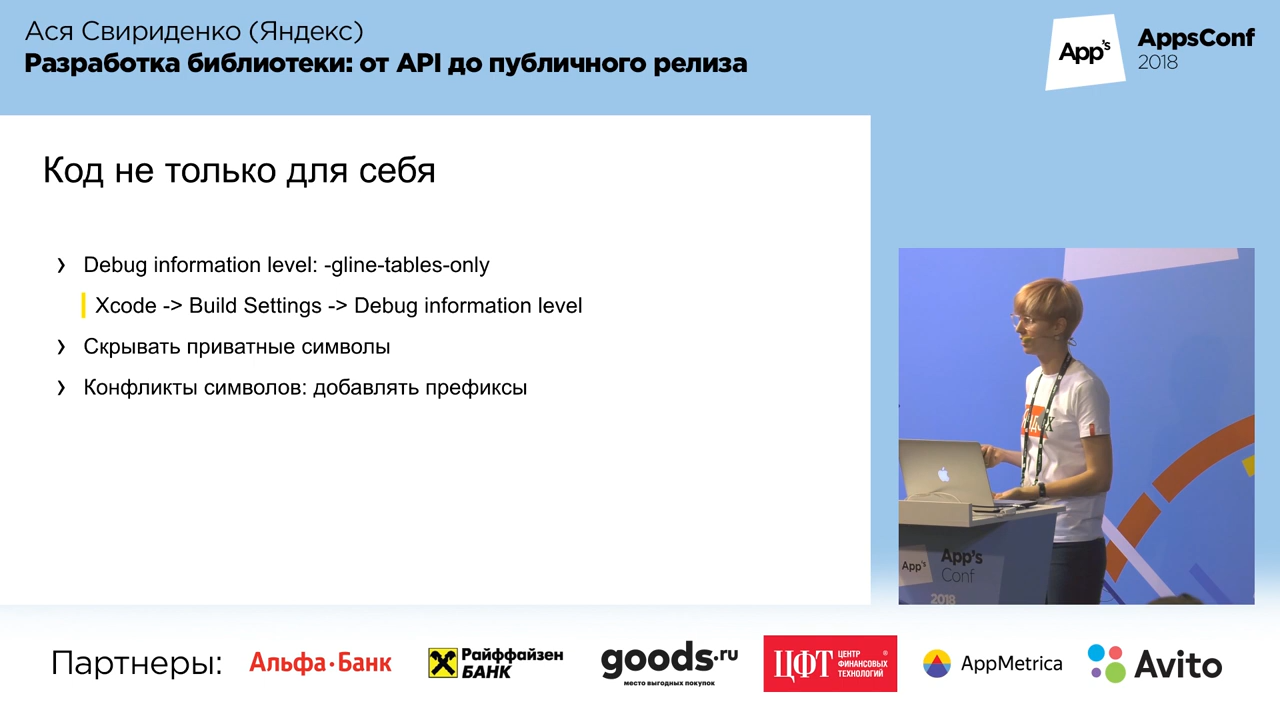 Ася Свириденко (Яндекс)
Разработка библиотеки: от API до публичного релиза
App's
AppsConf
2018
Код не только для себя
❯ Debug information level: -gline-tables-only
Xcode -> Build Settings -> Debug information level
❯ Скрывать приватные символы
❯ Конфликты символов: добавлять префиксы
App's
App's
Conf
2018
Партнеры:
Альфа·Банк
Райффайзен
БАНК
goods.ru
место выгодных покупок
ЦФТ
ЦЕНТР
ФИНАНСОВЫХ
ТЕХНОЛОГИЙ
®
AppMetrica
Avito